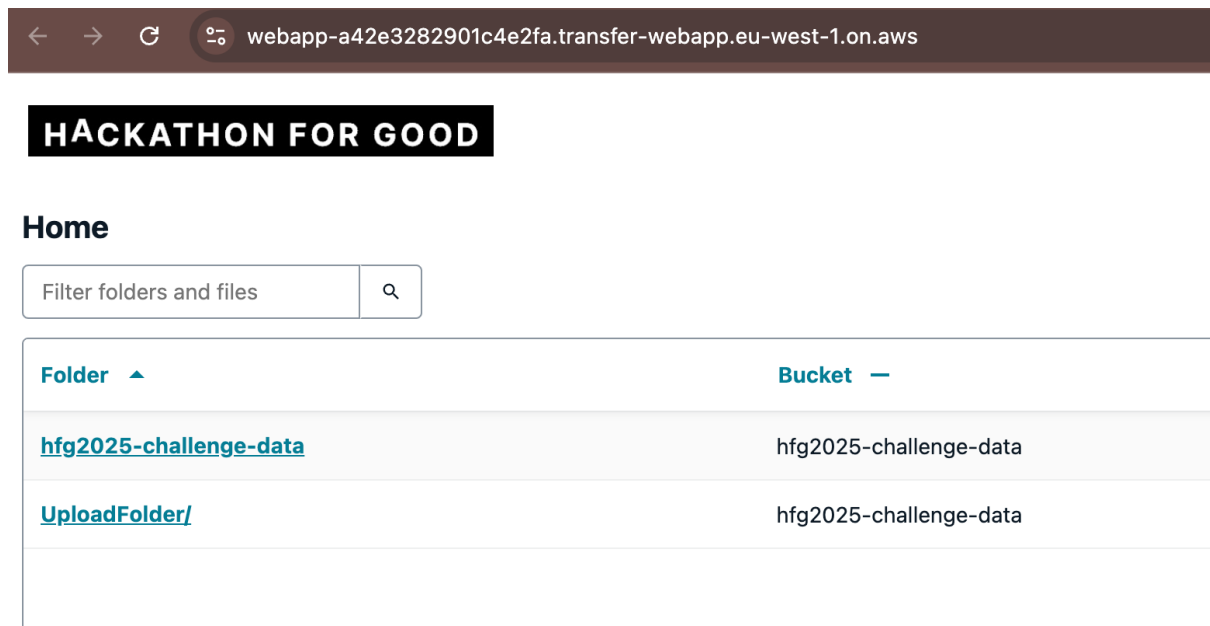 webapp-a42e3282901c4e2fa.transfer-webapp.eu-west-1.on.aws
HACKATHON FOR GOOD
Home
Filter folders and files
Folder Bucket
hfg2025-challenge-data hfg2025-challenge-data
UploadFolder/ hfg2025-challenge-data